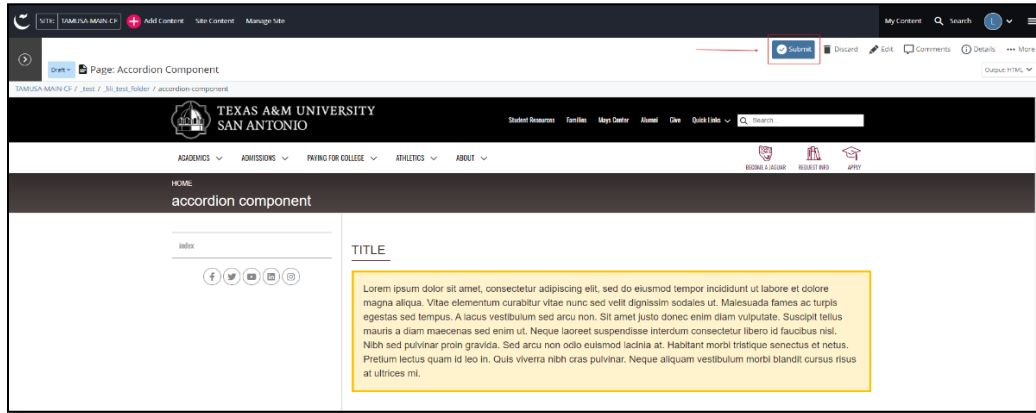 SITE: TAMUSA-MAIN-CF Add Content Site Content Manage Site My Content Search L
Submit Discard Edit Comments Details More
Draft Page: Accordion Component Output: HTML
TAMUSA-MAIN-CF / _test / _lili_test_folder / accordion-component
TEXAS A&M UNIVERSITY
SAN ANTONIO
Student Resources Families Mays Center Alumni Give Quick Links Search
ACADEMICS ADMISSIONS PAYING FOR COLLEGE ATHLETICS ABOUT
BECOME A JAGUAR REQUEST INFO APPLY
HOME
accordion component
index
TITLE
Lorem ipsum dolor sit amet, consectetur adipiscing elit, sed do eiusmod tempor incididunt ut labore et dolore
magna aliqua. Vitae elementum curabitur vitae nunc sed velit dignissim sodales ut. Malesuada fames ac turpis
egestas sed tempus. A lacus vestibulum sed arcu non. Sit amet justo donec enim diam vulputate. Suscipit tellus
mauris a diam maecenas sed enim ut. Neque laoreet suspendisse interdum consectetur libero id faucibus nisl.
Nibh sed pulvinar proin gravida. Sed arcu non odio euismod lacinia at. Habitant morbi tristique senectus et netus.
Pretium lectus quam id leo in. Quis viverra nibh cras pulvinar. Neque aliquam vestibulum morbi blandit cursus risus
at ultrices mi.